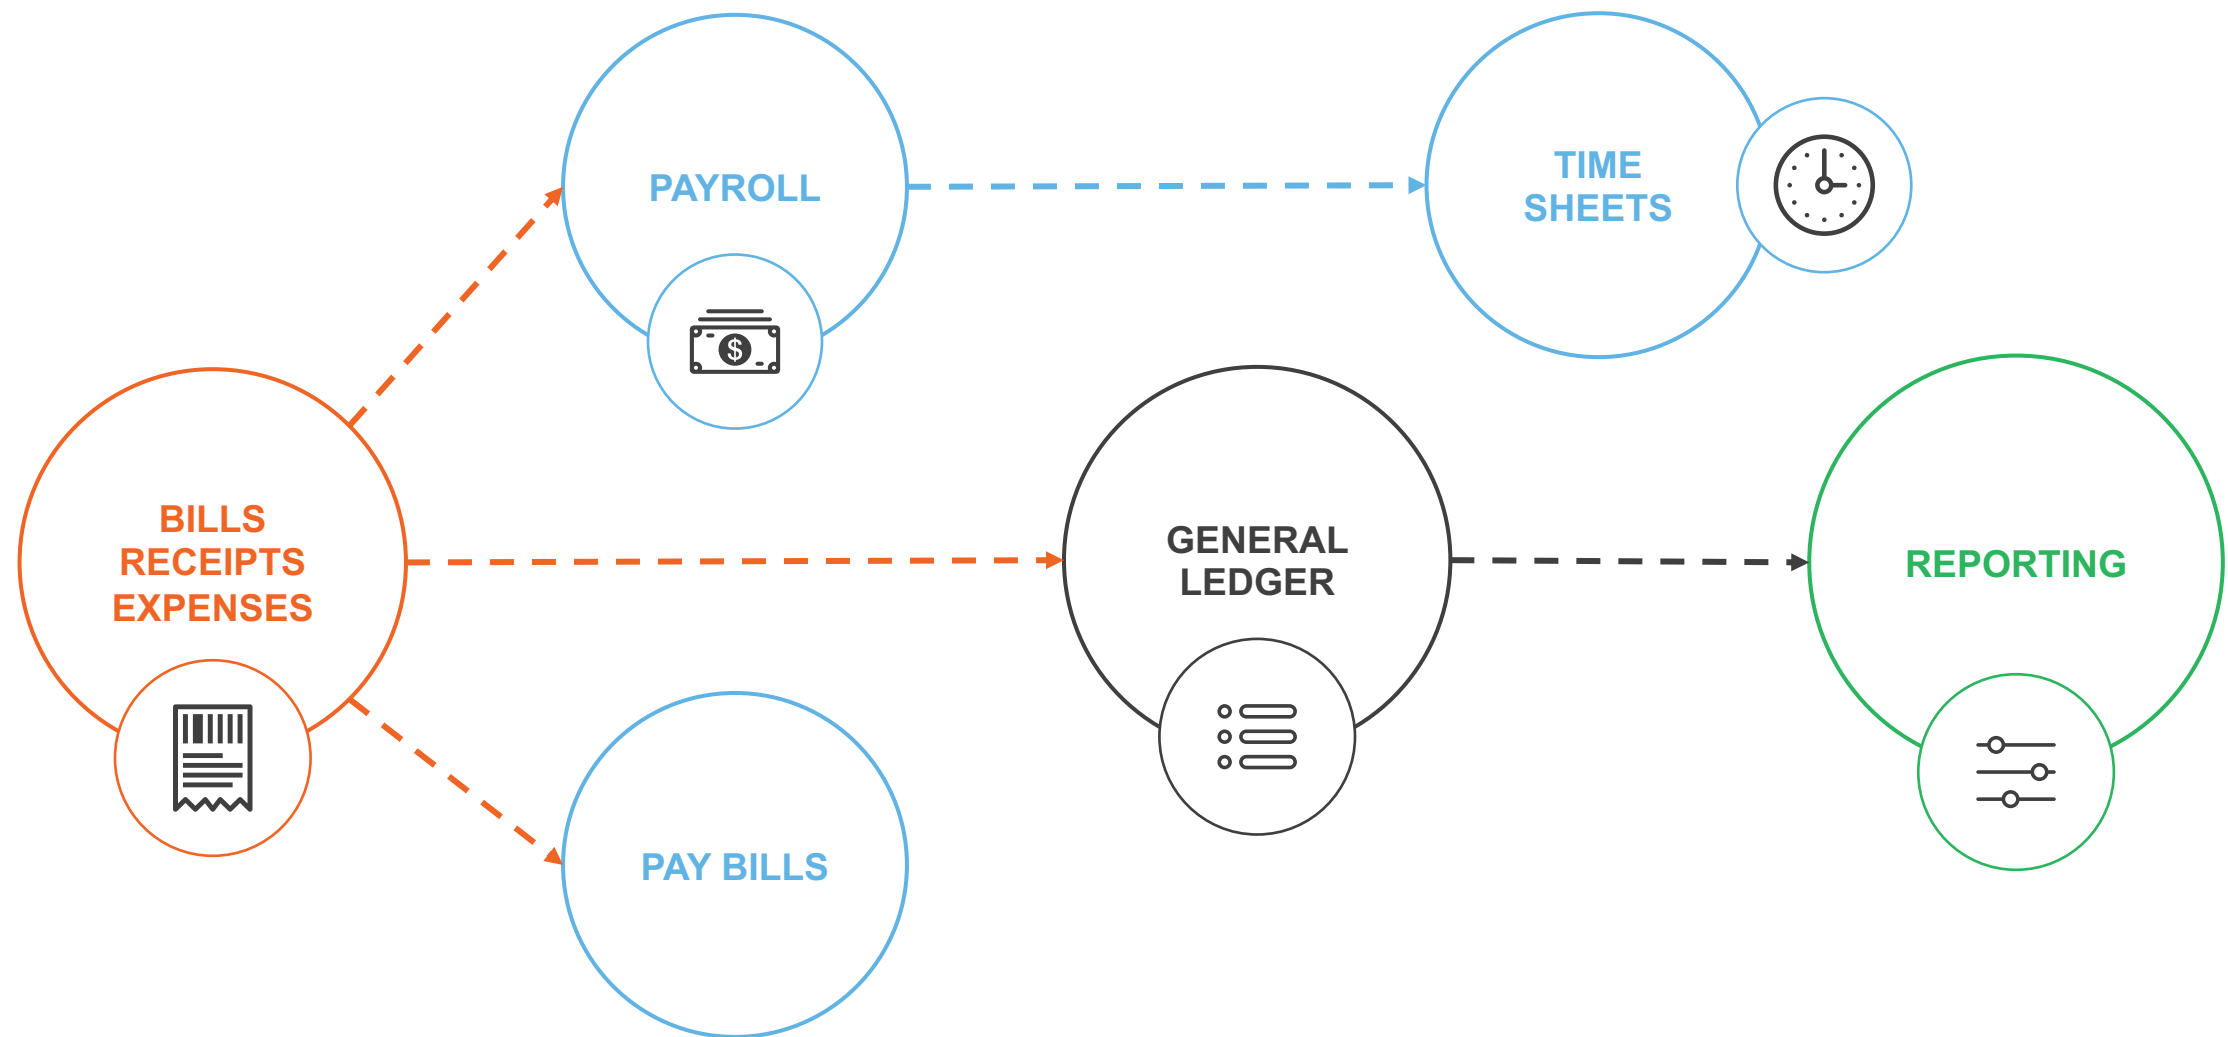 PAYROLL
TIME
SHEETS
BILLS
RECEIPTS
EXPENSES
GENERAL
LEDGER
REPORTING
PAY BILLS
$